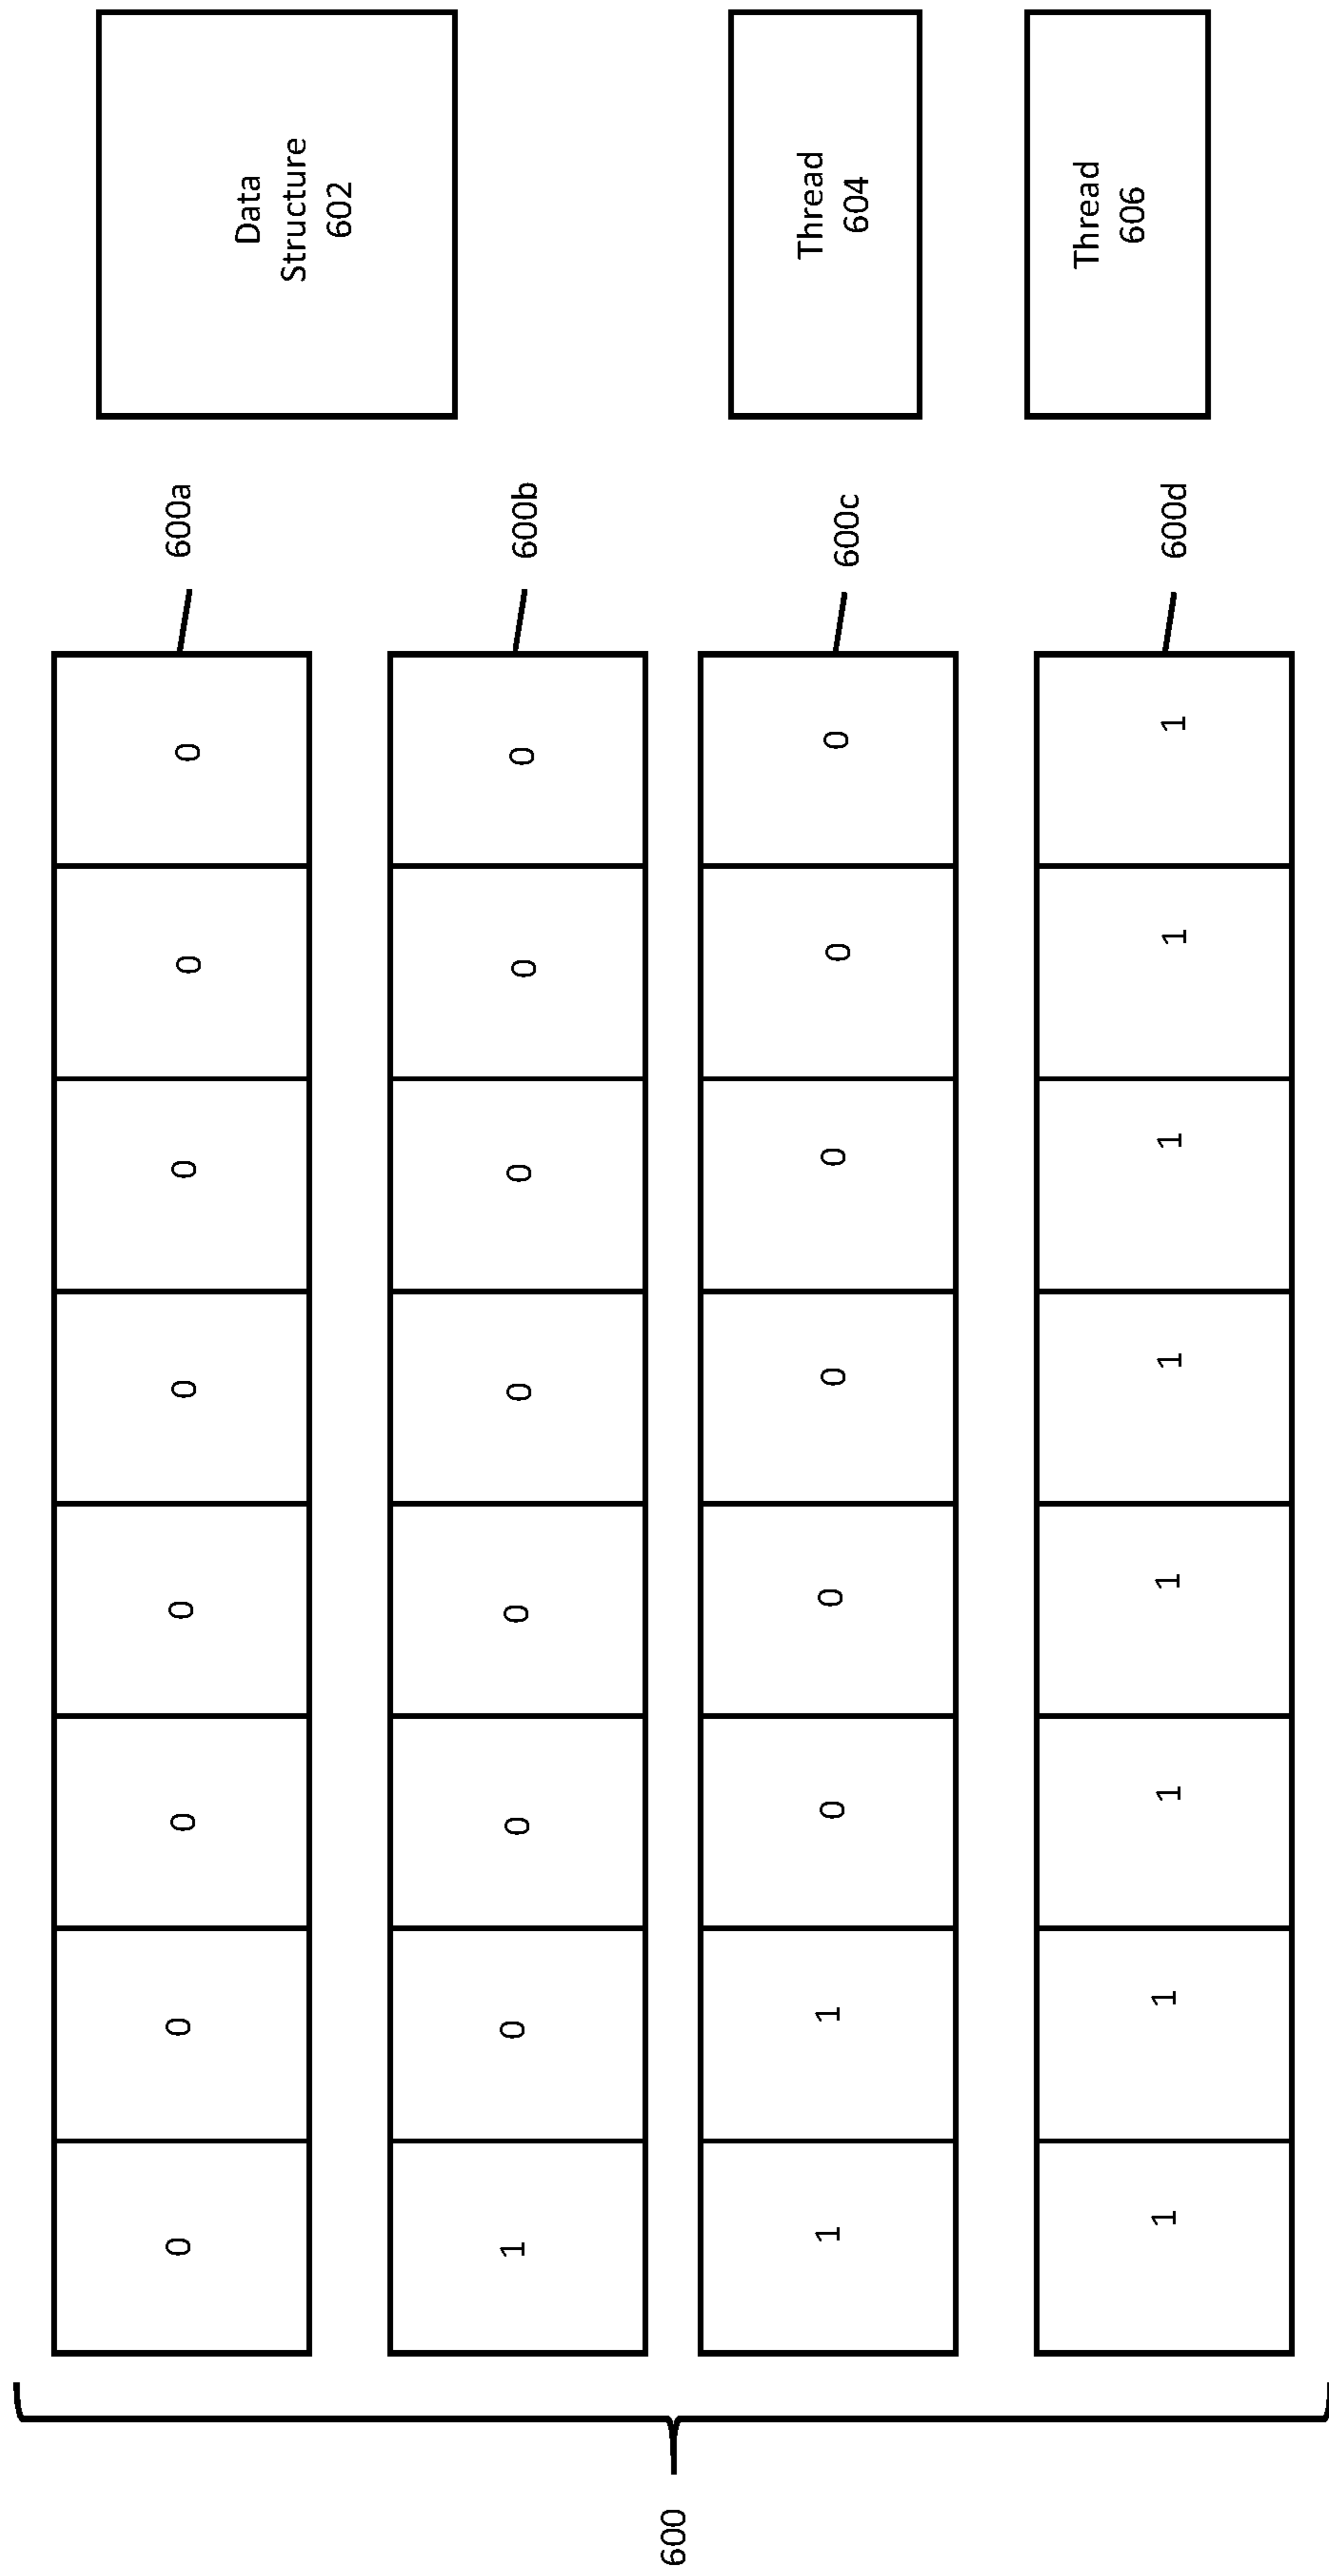 0 0 0 0 0 0 0 0
600a
Data
Structure
602
1 0 0 0 0 0 0 0
600b
600
1 1 0 0 0 0 0 0
600c
Thread
604
1 1 1 1 1 1 1 1
600d
Thread
606